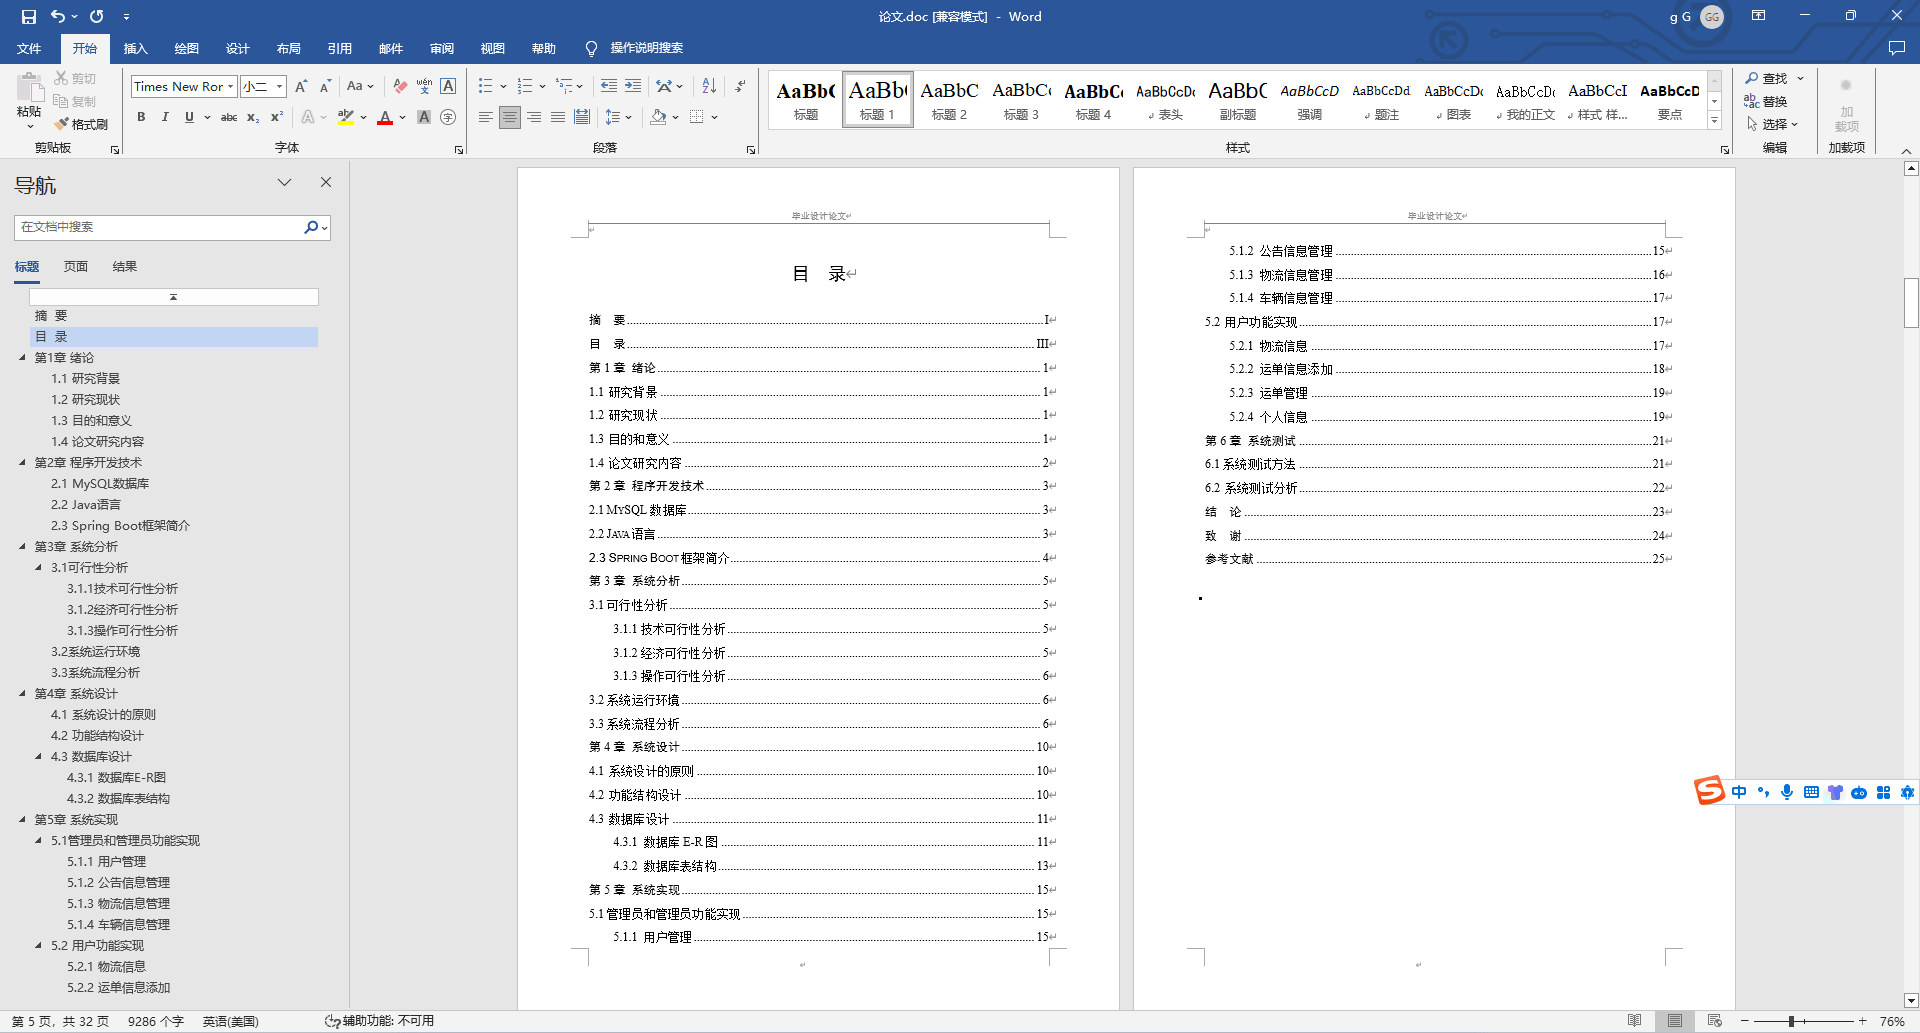 论文.doc [兼容模式] - Word
g G
GG
文件 开始 插入 绘图 设计 布局 引用 邮件 审阅 视图 帮助 操作说明搜索
粘贴
剪切
复制
格式刷
剪贴板
Times New Ror
小二
字体
段落
AaBb( 标题
AaBb( 标题 1
AaBbC 标题 2
AaBbC( 标题 3
AaBbC( 标题 4
AaBbCcDc 表头
AaBbC 副标题
AaBbCcD 强调
AaBbCcDd 题注
AaBbCcDc 图表
AaBbCcDc 我的正文
AaBbCcI 样式 样...
AaBbCcD 要点
样式
查找
替换
选择
编辑
加载项
加载项
导航
在文档中搜索
标题 页面 结果
摘 要
目 录
第1章 绪论
1.1 研究背景
1.2 研究现状
1.3 目的和意义
1.4 论文研究内容
第2章 程序开发技术
2.1 MySQL数据库
2.2 Java语言
2.3 Spring Boot框架简介
第3章 系统分析
3.1可行性分析
3.1.1技术可行性分析
3.1.2经济可行性分析
3.1.3操作可行性分析
3.2系统运行环境
3.3系统流程分析
第4章 系统设计
4.1 系统设计的原则
4.2 功能结构设计
4.3 数据库设计
4.3.1 数据库E-R图
4.3.2 数据库表结构
第5章 系统实现
5.1管理员和管理员功能实现
5.1.1 用户管理
5.1.2 公告信息管理
5.1.3 物流信息管理
5.1.4 车辆信息管理
5.2 用户功能实现
5.2.1 物流信息
5.2.2 运单信息添加
毕业设计论文
目 录
摘 要 I
目 录 III
第 1 章 绪论 1
1.1 研究背景 1
1.2 研究现状 1
1.3 目的和意义 1
1.4 论文研究内容 2
第 2 章 程序开发技术 3
2.1 MYSQL 数据库 3
2.2 JAVA 语言 3
2.3 SPRING BOOT 框架简介 4
第 3 章 系统分析 5
3.1 可行性分析 5
3.1.1 技术可行性分析 5
3.1.2 经济可行性分析 5
3.1.3 操作可行性分析 6
3.2 系统运行环境 6
3.3 系统流程分析 6
第 4 章 系统设计 10
4.1 系统设计的原则 10
4.2 功能结构设计 10
4.3 数据库设计 11
4.3.1 数据库 E-R 图 11
4.3.2 数据库表结构 13
第 5 章 系统实现 15
5.1 管理员和管理员功能实现 15
5.1.1 用户管理 15
毕业设计论文
5.1.2 公告信息管理 15
5.1.3 物流信息管理 16
5.1.4 车辆信息管理 17
5.2 用户功能实现 17
5.2.1 物流信息 17
5.2.2 运单信息添加 18
5.2.3 运单管理 19
5.2.4 个人信息 19
第 6 章 系统测试 21
6.1 系统测试方法 21
6.2 系统测试分析 22
结 论 23
致 谢 24
参考文献 25
中
第 5 页，共 32 页 9286 个字 英语(美国) 辅助功能: 不可用
76%